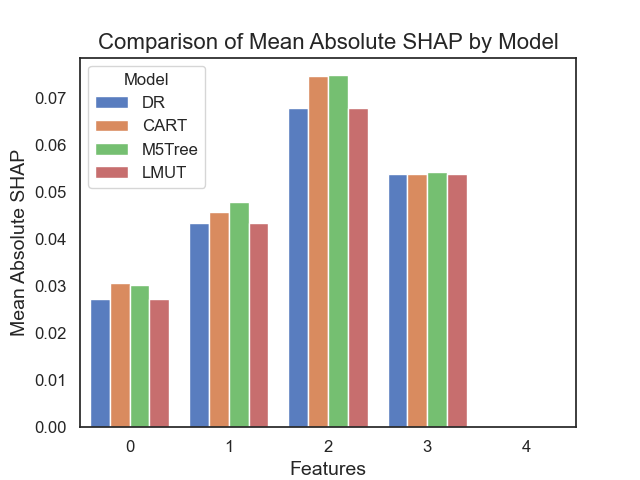 Comparison of Mean Absolute SHAP by Model
Model
DR
CART
M5Tree
LMUT
Mean Absolute SHAP
0.07
0.06
0.05
0.04
0.03
0.02
0.01
0.00
0 1 2 3 4
Features